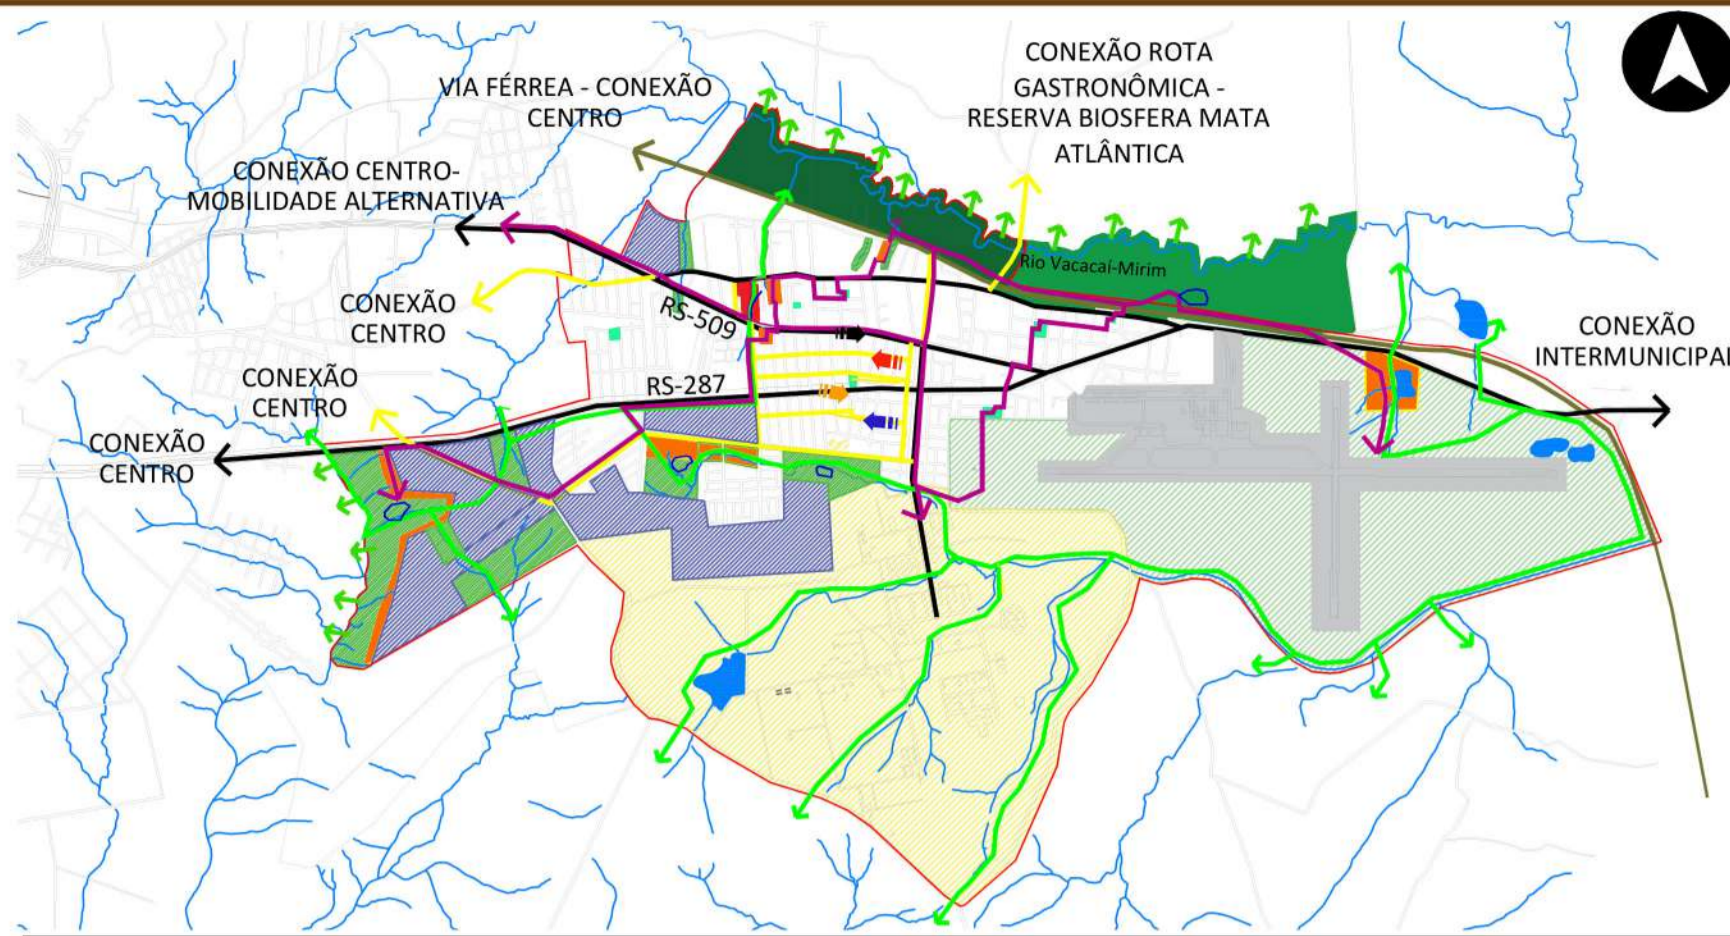 CONEXÃO ROTA
GASTRONÔMICA -
RESERVA BIOSFERA MATA
ATLÂNTICA
VIA FÉRREA - CONEXÃO
CENTRO
CONEXÃO CENTRO-
MOBILIDADE ALTERNATIVA
Rio Vacacaí-Mirim
CONEXÃO
CENTRO
RS-509
CONEXÃO
INTERMUNICIPAL
RS-287
CONEXÃO
CENTRO
CONEXÃO
CENTRO